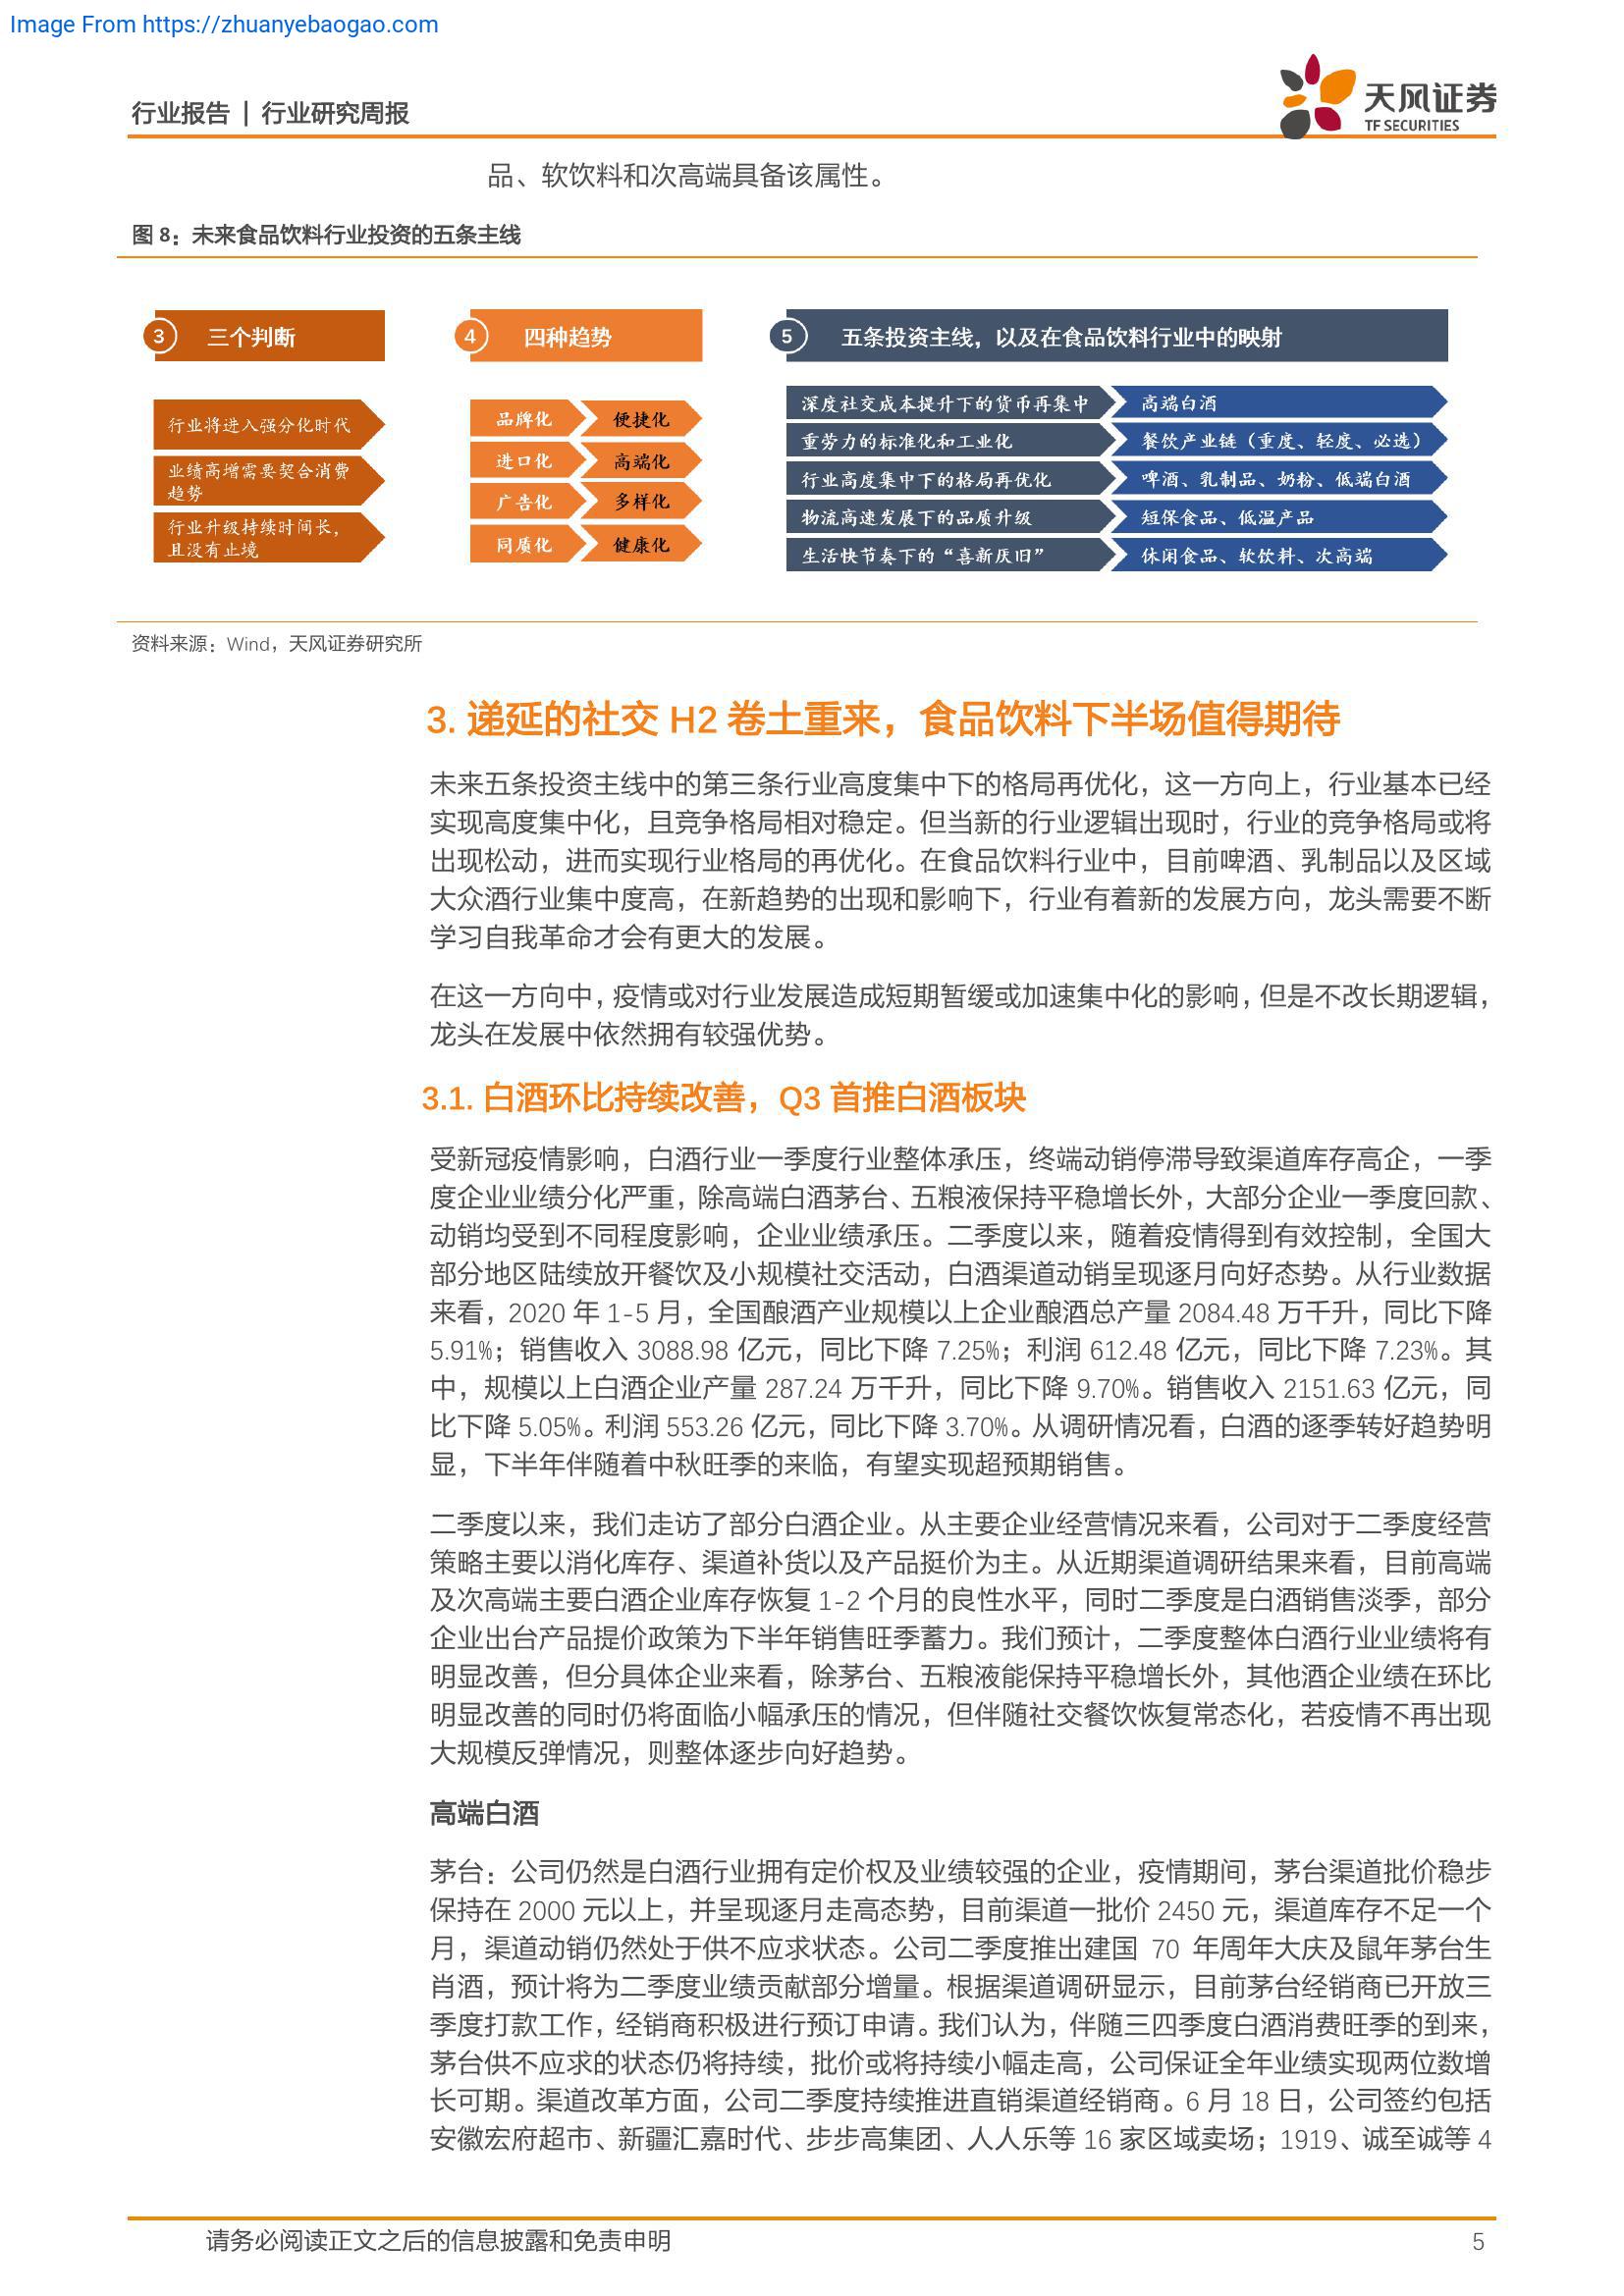 Image From https://zhuanyebaogao.com
行业报告 | 行业研究周报
天风证券
TF SECURITIES
品、软饮料和次高端具备该属性。
图 8：未来食品饮料行业投资的五条主线
3 三个判断
行业将进入强分化时代
业绩高增需要契合消费
趋势
行业升级持续时间长，
且没有止境
4 四种趋势
品牌化 便捷化
进口化 高端化
广告化 多样化
同质化 健康化
5 五条投资主线，以及在食品饮料行业中的映射
深度社交成本提升下的货币再集中 高端白酒
重劳力的标准化和工业化 餐饮产业链（重度、轻度、必选）
行业高度集中下的格局再优化 啤酒、乳制品、奶粉、低端白酒
物流高速发展下的品质升级 短保食品、低温产品
生活快节奏下的“喜新厌旧” 休闲食品、软饮料、次高端
资料来源：Wind，天风证券研究所
3. 递延的社交 H2 卷土重来，食品饮料下半场值得期待
未来五条投资主线中的第三条行业高度集中下的格局再优化，这一方向上，行业基本已经
实现高度集中化，且竞争格局相对稳定。但当新的行业逻辑出现时，行业的竞争格局或将
出现松动，进而实现行业格局的再优化。在食品饮料行业中，目前啤酒、乳制品以及区域
大众酒行业集中度高，在新趋势的出现和影响下，行业有着新的发展方向，龙头需要不断
学习自我革命才会有更大的发展。
在这一方向中，疫情或对行业发展造成短期暂缓或加速集中化的影响，但是不改长期逻辑，
龙头在发展中依然拥有较强优势。
3.1. 白酒环比持续改善，Q3 首推白酒板块
受新冠疫情影响，白酒行业一季度行业整体承压，终端动销停滞导致渠道库存高企，一季
度企业业绩分化严重，除高端白酒茅台、五粮液保持平稳增长外，大部分企业一季度回款、
动销均受到不同程度影响，企业业绩承压。二季度以来，随着疫情得到有效控制，全国大
部分地区陆续放开餐饮及小规模社交活动，白酒渠道动销呈现逐月向好态势。从行业数据
来看，2020 年 1-5 月，全国酿酒产业规模以上企业酿酒总产量 2084.48 万千升，同比下降
5.91%；销售收入 3088.98 亿元，同比下降 7.25%；利润 612.48 亿元，同比下降 7.23%。其
中，规模以上白酒企业产量 287.24 万千升，同比下降 9.70%。销售收入 2151.63 亿元，同
比下降 5.05%。利润 553.26 亿元，同比下降 3.70%。从调研情况看，白酒的逐季转好趋势明
显，下半年伴随着中秋旺季的来临，有望实现超预期销售。
二季度以来，我们走访了部分白酒企业。从主要企业经营情况来看，公司对于二季度经营
策略主要以消化库存、渠道补货以及产品挺价为主。从近期渠道调研结果来看，目前高端
及次高端主要白酒企业库存恢复 1-2 个月的良性水平，同时二季度是白酒销售淡季，部分
企业出台产品提价政策为下半年销售旺季蓄力。我们预计，二季度整体白酒行业业绩将有
明显改善，但分具体企业来看，除茅台、五粮液能保持平稳增长外，其他酒企业绩在环比
明显改善的同时仍将面临小幅承压的情况，但伴随社交餐饮恢复常态化，若疫情不再出现
大规模反弹情况，则整体逐步向好趋势。
高端白酒
茅台：公司仍然是白酒行业拥有定价权及业绩较强的企业，疫情期间，茅台渠道批价稳步
保持在 2000 元以上，并呈现逐月走高态势，目前渠道一批价 2450 元，渠道库存不足一个
月，渠道动销仍然处于供不应求状态。公司二季度推出建国 70 年周年大庆及鼠年茅台生
肖酒，预计将为二季度业绩贡献部分增量。根据渠道调研显示，目前茅台经销商已开放三
季度打款工作，经销商积极进行预订申请。我们认为，伴随三四季度白酒消费旺季的到来，
茅台供不应求的状态仍将持续，批价或将持续小幅走高，公司保证全年业绩实现两位数增
长可期。渠道改革方面，公司二季度持续推进直销渠道经销商。6 月 18 日，公司签约包括
安徽宏府超市、新疆汇嘉时代、步步高集团、人人乐等 16 家区域卖场；1919、诚至诚等 4
请务必阅读正文之后的信息披露和免责申明
5